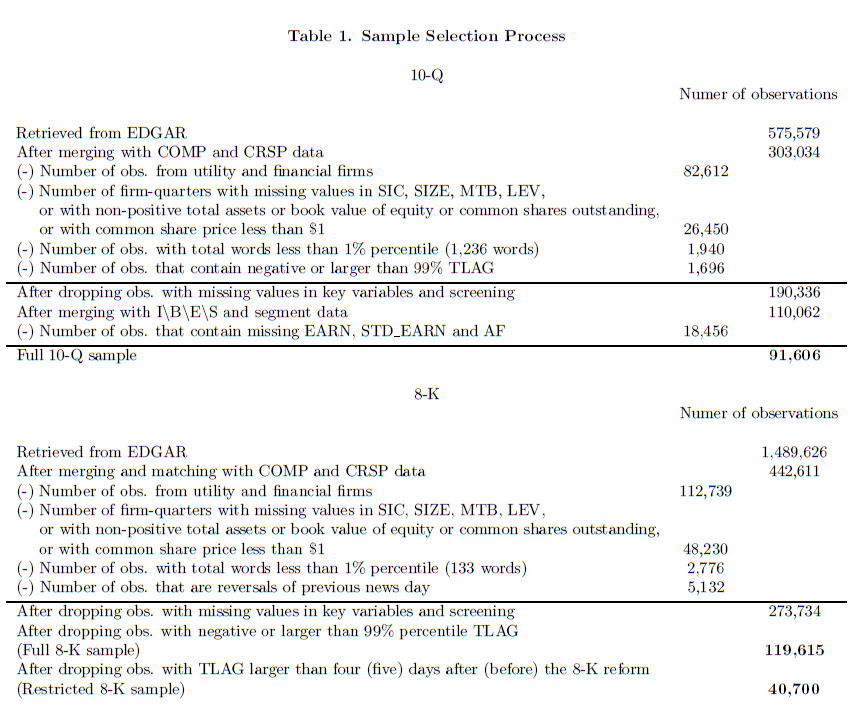 Table 1. Sample Selection Process
10-Q
Numer of observations
Retrieved from EDGAR 575,579
After merging with COMP and CRSP data 303,034
(-) Number of obs. from utility and financial firms 82,612
(-) Number of firm-quarters with missing values in SIC, SIZE, MTB, LEV,
or with non-positive total assets or book value of equity or common shares outstanding,
or with common share price less than $1 26,450
(-) Number of obs. with total words less than 1% percentile (1,236 words) 1,940
(-) Number of obs. that contain negative or larger than 99% TLAG 1,696
After dropping obs. with missing values in key variables and screening 190,336
After merging with I\B\E\S and segment data 110,062
(-) Number of obs. that contain missing EARN, STD_EARN and AF 18,456
Full 10-Q sample 91,606
8-K
Numer of observations
Retrieved from EDGAR 1,489,626
After merging and matching with COMP and CRSP data 442,611
(-) Number of obs. from utility and financial firms 112,739
(-) Number of firm-quarters with missing values in SIC, SIZE, MTB, LEV,
or with non-positive total assets or book value of equity or common shares outstanding,
or with common share price less than $1 48,230
(-) Number of obs. with total words less than 1% percentile (133 words) 2,776
(-) Number of obs. that are reversals of previous news day 5,132
After dropping obs. with missing values in key variables and screening 273,734
After dropping obs. with negative or larger than 99% percentile TLAG
(Full 8-K sample) 119,615
After dropping obs. with TLAG larger than four (five) days after (before) the 8-K reform
(Restricted 8-K sample) 40,700